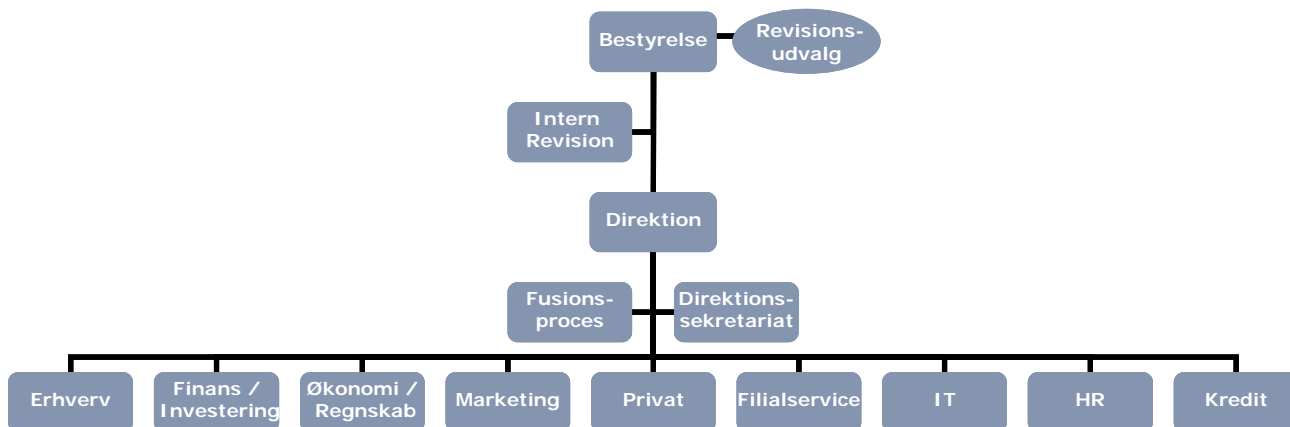 Bestyrelse
Revisions-
udvalg
Intern
Revision
Direktion
Fusions-
proces
Direktions-
sekretariat
Erhverv
Finans /
Investering
Økonomi /
Regnskab
Marketing
Privat
Filialservice
IT
HR
Kredit